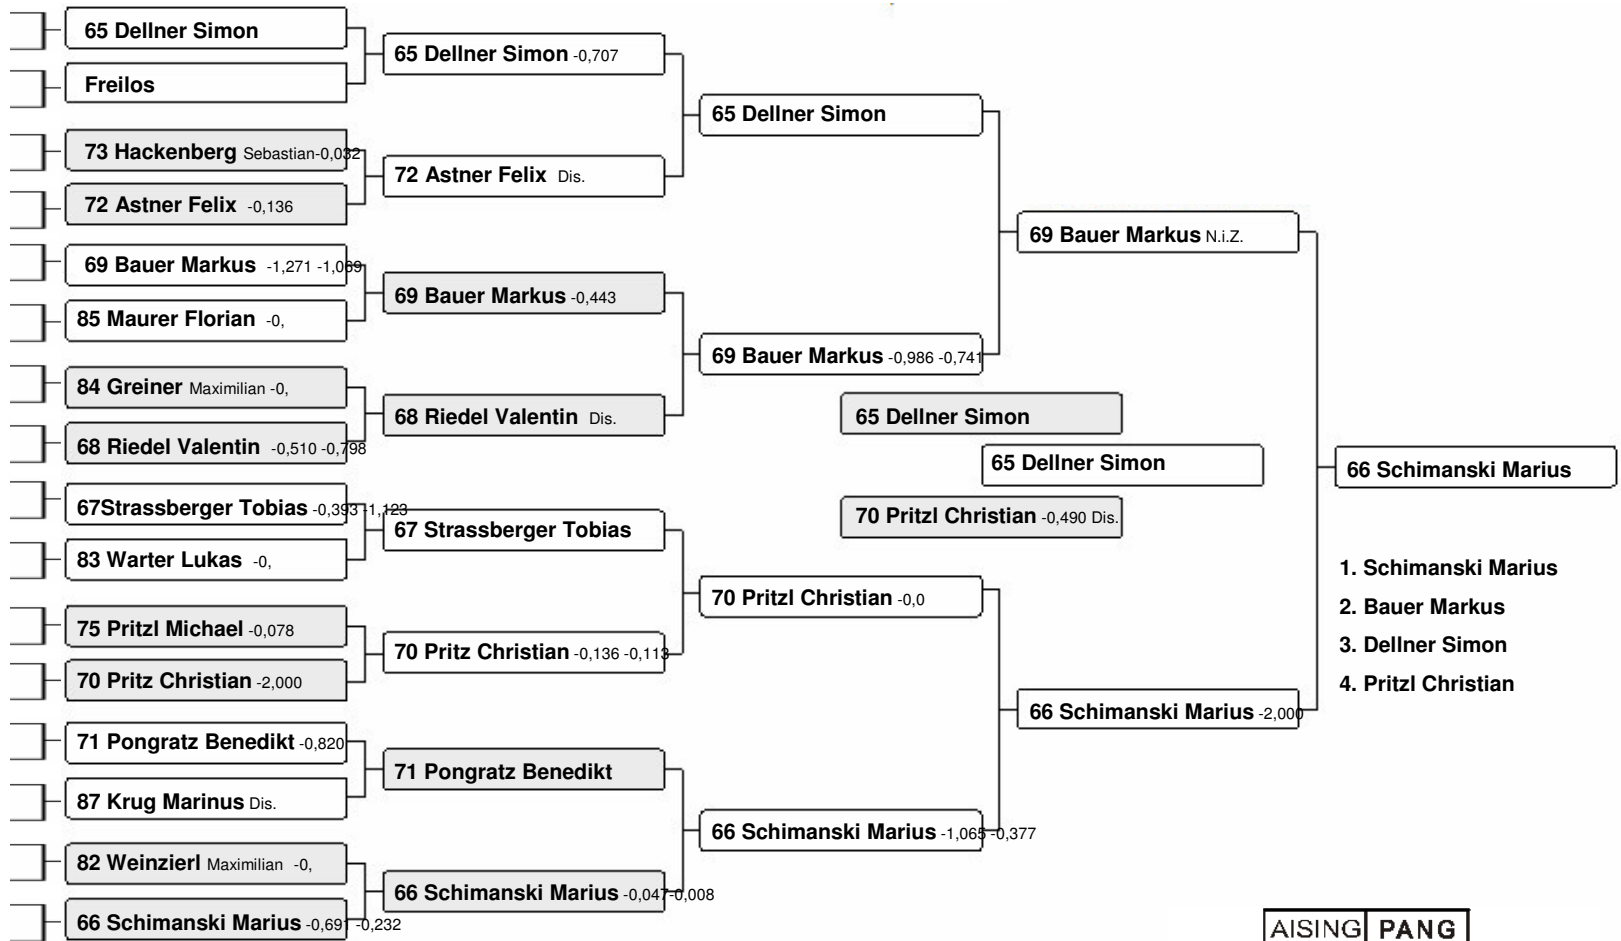 65 Dellner Simon
Freilos
73 Hackenberg Sebastian-0,032
72 Astner Felix -0,136
69 Bauer Markus -1,271 -1,069
85 Maurer Florian -0,
84 Greiner Maximilian -0,
68 Riedel Valentin -0,510 -0,798
67Strassberger Tobias -0,393 -1,123
83 Warter Lukas -0,
75 Pritzl Michael -0,078
70 Pritz Christian -2,000
71 Pongratz Benedikt -0,820
87 Krug Marinus Dis.
82 Weinzierl Maximilian -0,
66 Schimanski Marius -0,691 -0,232
65 Dellner Simon -0,707
72 Astner Felix Dis.
69 Bauer Markus -0,443
68 Riedel Valentin Dis.
67 Strassberger Tobias
70 Pritz Christian -0,136 -0,113
71 Pongratz Benedikt
66 Schimanski Marius -0,047-0,008
65 Dellner Simon
69 Bauer Markus -0,986 -0,741
70 Pritzl Christian -0,0
66 Schimanski Marius -1,065 -0,377
65 Dellner Simon
65 Dellner Simon
70 Pritzl Christian -0,490 Dis.
69 Bauer Markus N.i.Z.
66 Schimanski Marius -2,000
66 Schimanski Marius
1. Schimanski Marius
2. Bauer Markus
3. Dellner Simon
4. Pritzl Christian
AISING PANG